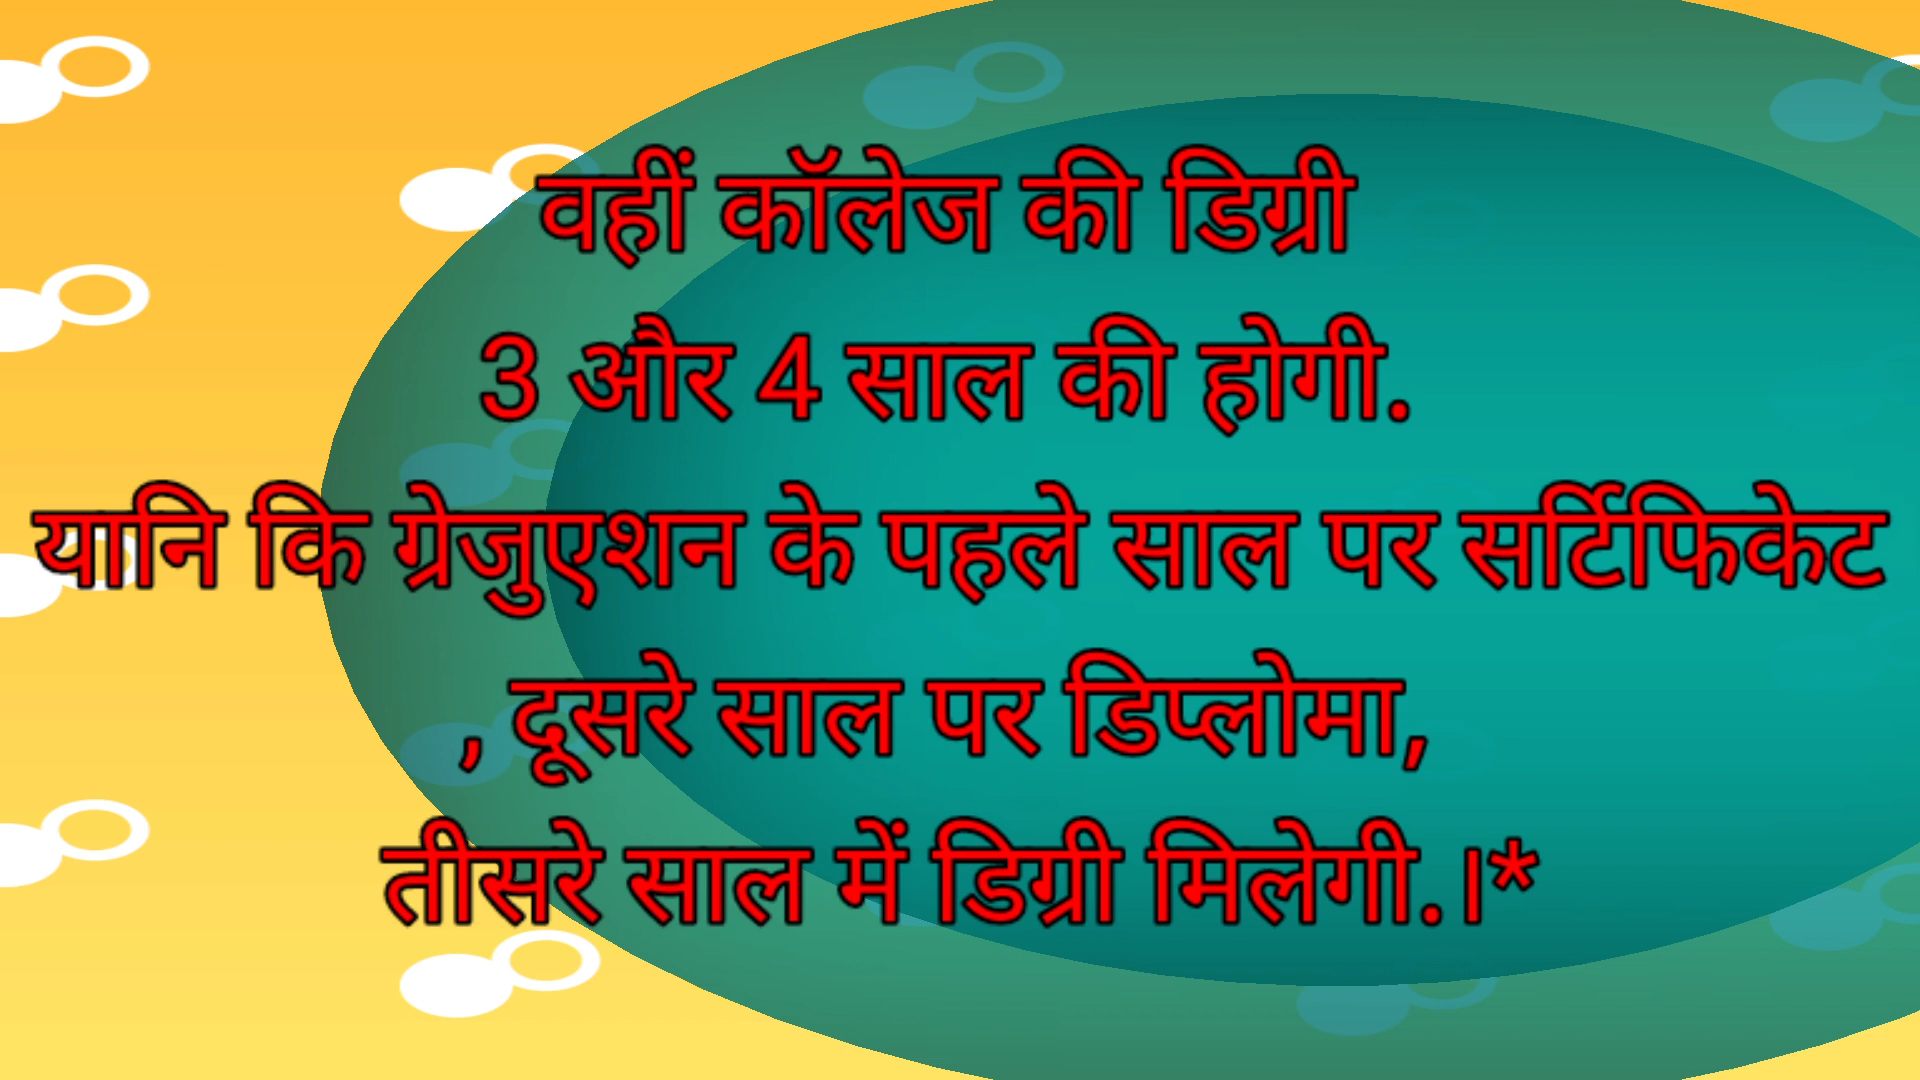 वहीं कॉलेज की डिग्री
3 और 4 साल की होगी.
यानि कि ग्रेजुएशन के पहले साल पर सर्टिफिकेट
, दूसरे साल पर डिप्लोमा,
तीसरे साल में डिग्री मिलेगी.।*